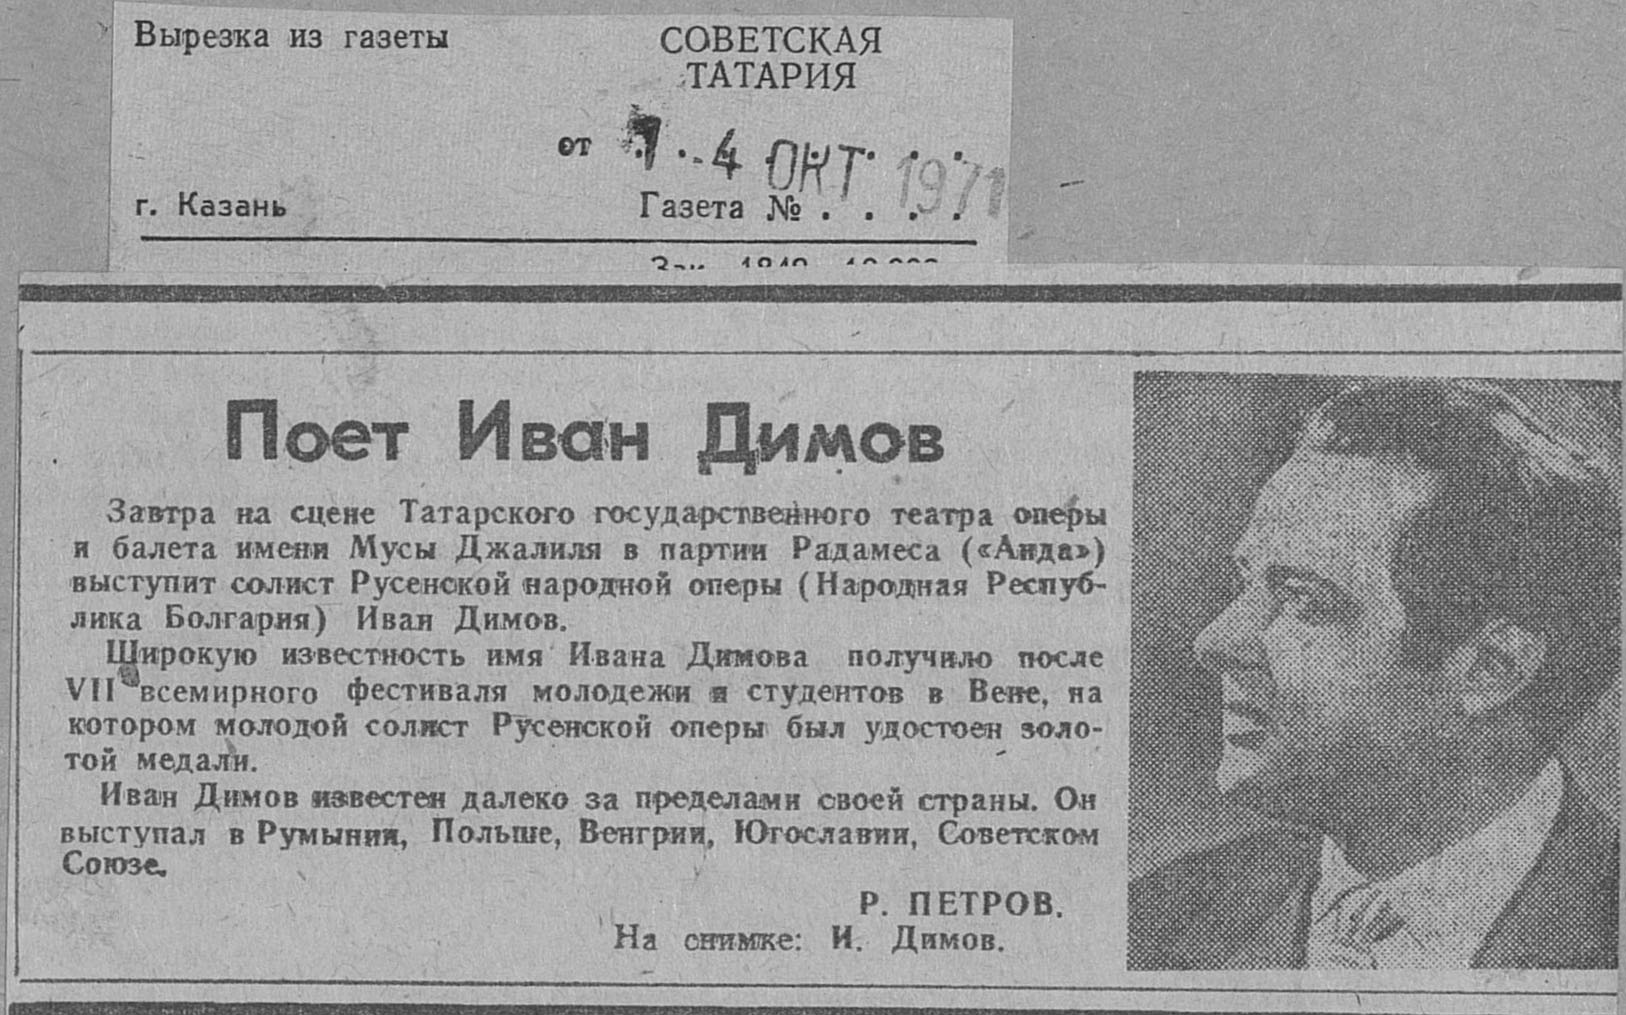 Вырезка из газеты
СОВЕТСКАЯ
ТАТАРИЯ
от . . 4 ОКТ . . 1971
г. Казань
Газета № . . . .
Поет Иван Димов
Завтра на сцене Татарского государственного театра оперы
и балета имени Мусы Джалиля в партии Радамеса («Аида»)
выступит солист Русенской народной оперы (Народная Респуб-
лика Болгария) Иван Димов.
Широкую известность имя Ивана Димова получило после
VII всемирного фестиваля молодежи и студентов в Вене, на
котором молодой солист Русенской оперы был удостоен золо-
той медали.
Иван Димов известен далеко за пределами своей страны. Он
выступал в Румынии, Польше, Венгрии, Югославии, Советском
Союзе.
Р. ПЕТРОВ.
На снимке: И. Димов.